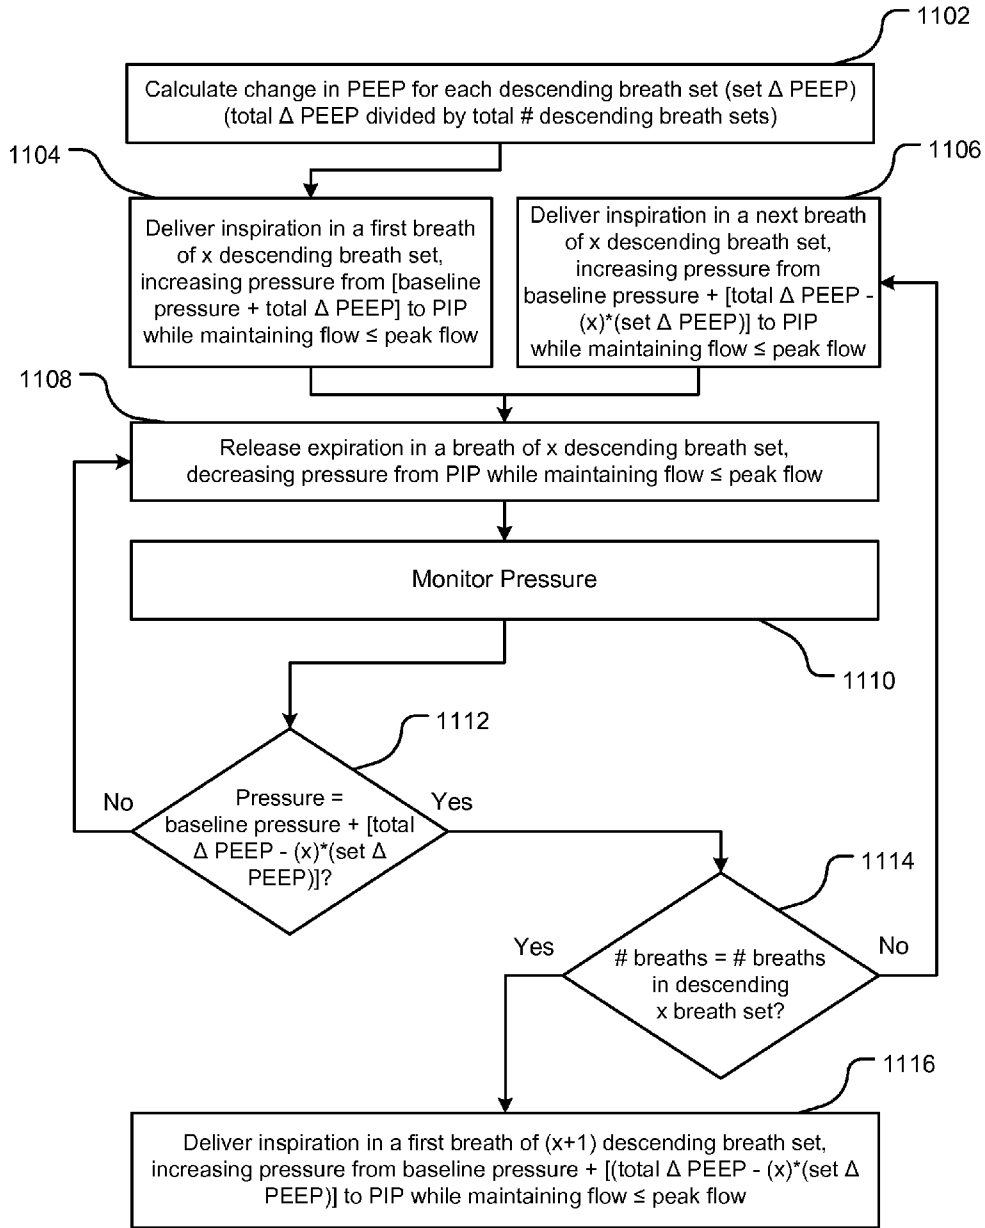 1102
Calculate change in PEEP for each descending breath set (set Δ PEEP)
(total Δ PEEP divided by total # descending breath sets)
1104
1106
Deliver inspiration in a first breath
of x descending breath set,
increasing pressure from [baseline
pressure + total Δ PEEP] to PIP
while maintaining flow ≤ peak flow
Deliver inspiration in a next breath
of x descending breath set,
increasing pressure from
baseline pressure + [total Δ PEEP -
(x)*(set Δ PEEP)] to PIP
while maintaining flow ≤ peak flow
1108
Release expiration in a breath of x descending breath set,
decreasing pressure from PIP while maintaining flow ≤ peak flow
Monitor Pressure
1110
1112
No
Yes
Pressure =
baseline pressure + [total
Δ PEEP - (x)*(set Δ
PEEP)]?
1114
Yes
No
# breaths = # breaths
in descending
x breath set?
1116
Deliver inspiration in a first breath of (x+1) descending breath set,
increasing pressure from baseline pressure + [(total Δ PEEP - (x)*(set Δ
PEEP)] to PIP while maintaining flow ≤ peak flow